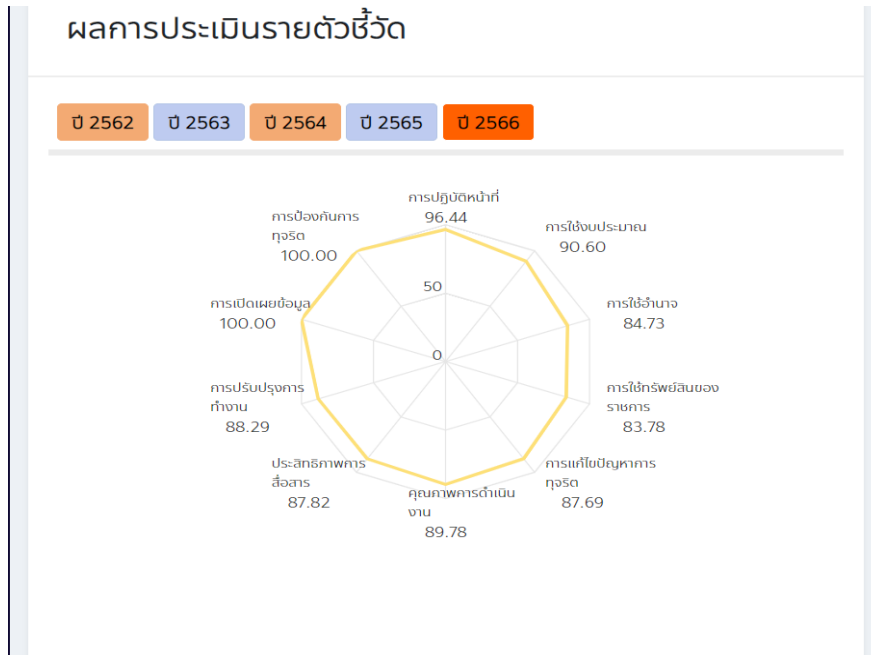 ผลการประเมินรายตัวชี้วัด
ปี 2562 ปี 2563 ปี 2564 ปี 2565 ปี 2566
การปฏิบัติหน้าที่
96.44
การใช้งบประมาณ
90.60
การใช้อำนาจ
84.73
การใช้ทรัพย์สินของ
ราชการ
83.78
การแก้ไขปัญหาการ
ทุจริต
87.69
คุณภาพการดำเนิน
งาน
89.78
ประสิทธิภาพการ
สื่อสาร
87.82
การปรับปรุงการ
ทำงาน
88.29
การเปิดเผยข้อมูล
100.00
การป้องกันการ
ทุจริต
100.00
50
0